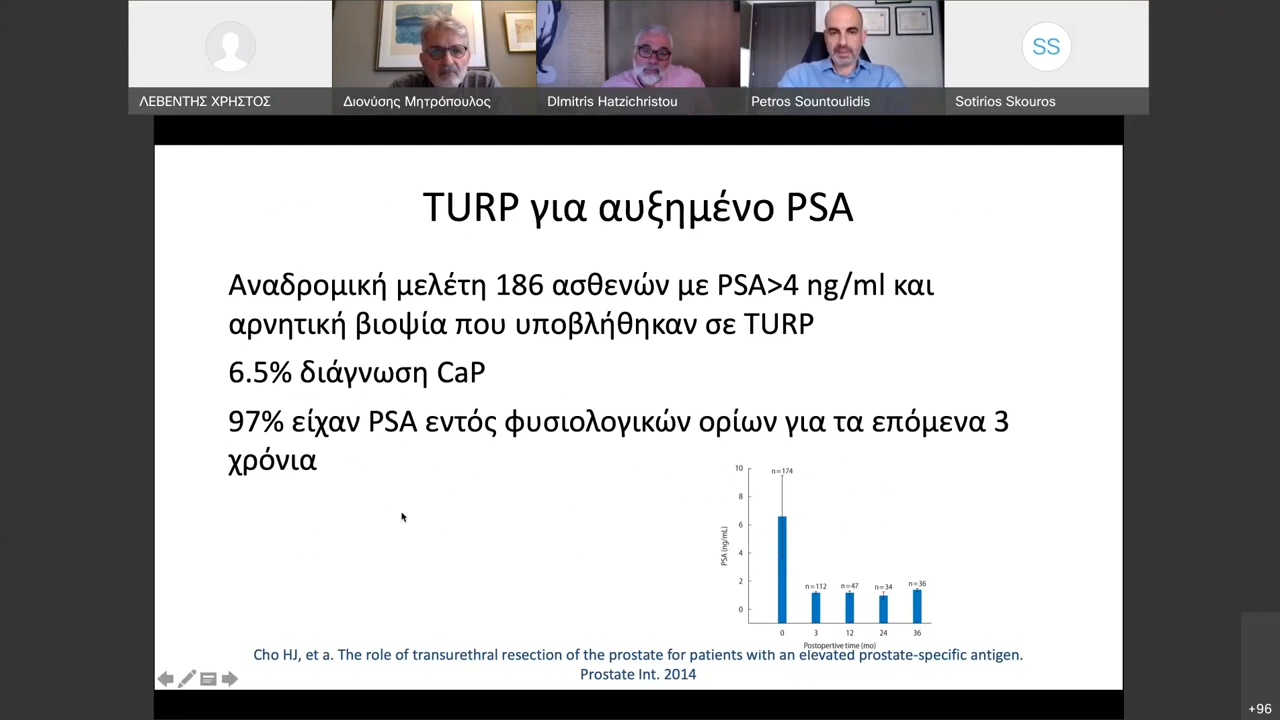 ΛΕΒΕΝΤΗΣ ΧΡΗΣΤΟΣ
Διονύσης Μητρόπουλος
DImitris Hatzichristou
Petros Sountoulidis
SS
Sotirios Skouros
TURP για αυξημένο PSA
Αναδρομική μελέτη 186 ασθενών με PSA>4 ng/ml και
αρνητική βιοψία που υποβλήθηκαν σε TURP
6.5% διάγνωση CaP
97% είχαν PSA εντός φυσιολογικών ορίων για τα επόμενα 3
χρόνια
PSA (ng/mL)
10
8
6
4
2
0
n=174
n=112
n=47
n=34
n=36
0 3 12 24 36
Postopertive time (mo)
Cho HJ, et a. The role of transurethral resection of the prostate for patients with an elevated prostate-specific antigen.
Prostate Int. 2014
+96